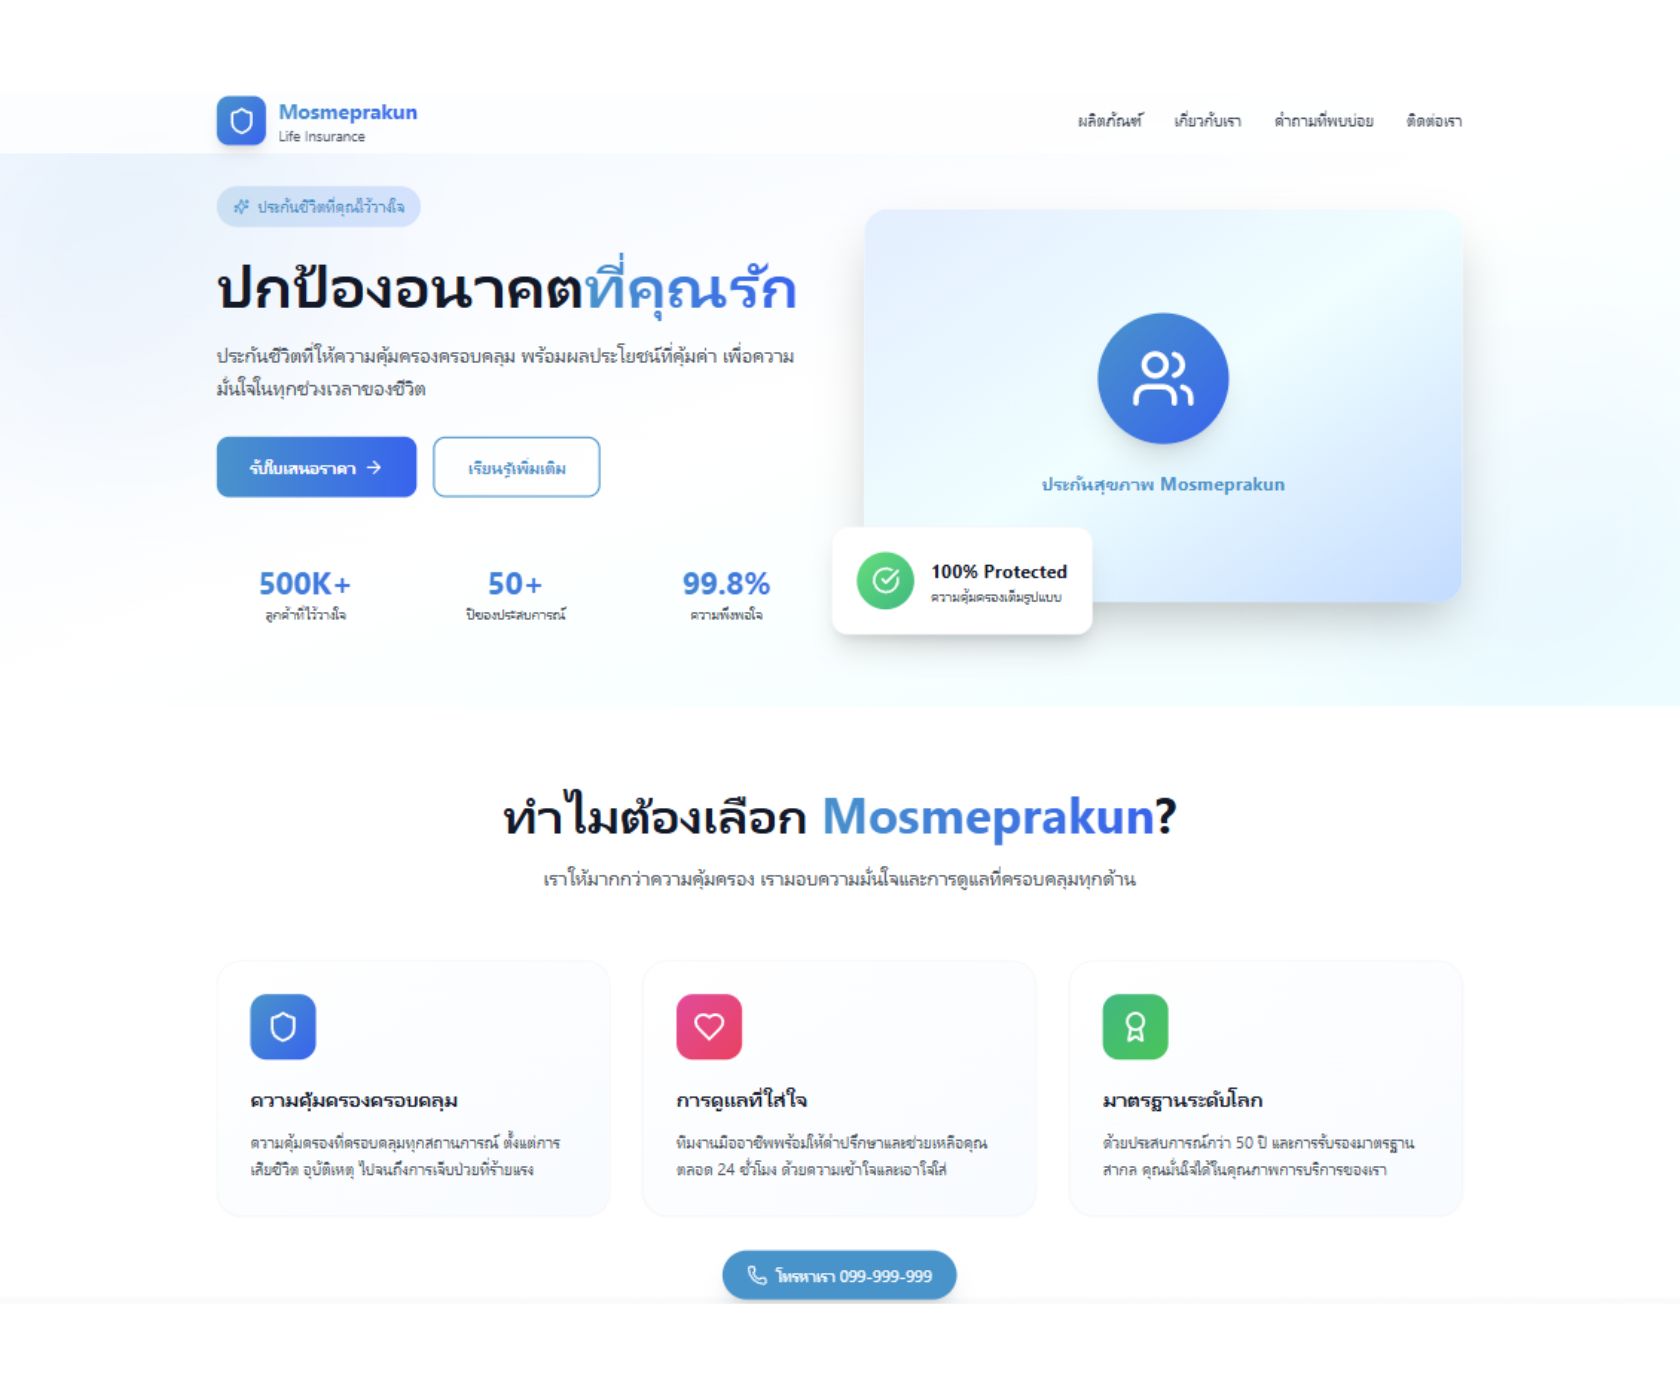 Mosmeprakun
Life Insurance
ผลิตภัณฑ์
เกี่ยวกับเรา
คำถามที่พบบ่อย
ติดต่อเรา
ประกันชีวิตที่คุณไว้วางใจ
ปกป้องอนาคตที่คุณรัก
ประกันชีวิตที่ให้ความคุ้มครองครอบคลุม พร้อมผลประโยชน์ที่คุ้มค่า เพื่อความ
มั่นใจในทุกช่วงเวลาของชีวิต
รับใบเสนอราคา
เรียนรู้เพิ่มเติม
500K+
ลูกค้าที่ไว้วางใจ
50+
ปีของประสบการณ์
99.8%
ความพึงพอใจ
ประกันสุขภาพ Mosmeprakun
100% Protected
ความคุ้มครองเต็มรูปแบบ
ทำไมต้องเลือก Mosmeprakun?
เราให้มากกว่าความคุ้มครอง เรามอบความมั่นใจและการดูแลที่ครอบคลุมทุกด้าน
ความคุ้มครองครอบคลุม
ความคุ้มครองที่ครอบคลุมทุกสถานการณ์ ตั้งแต่การ
เสียชีวิต อุบัติเหตุ ไปจนถึงการเจ็บป่วยที่ร้ายแรง
การดูแลที่ใส่ใจ
ทีมงานมืออาชีพพร้อมให้คำปรึกษาและช่วยเหลือคุณ
ตลอด 24 ชั่วโมง ด้วยความเข้าใจและเอาใจใส่
มาตรฐานระดับโลก
ด้วยประสบการณ์กว่า 50 ปี และการรับรองมาตรฐาน
สากล คุณมั่นใจได้ในคุณภาพการบริการของเรา
โทรหาเรา 099-999-999